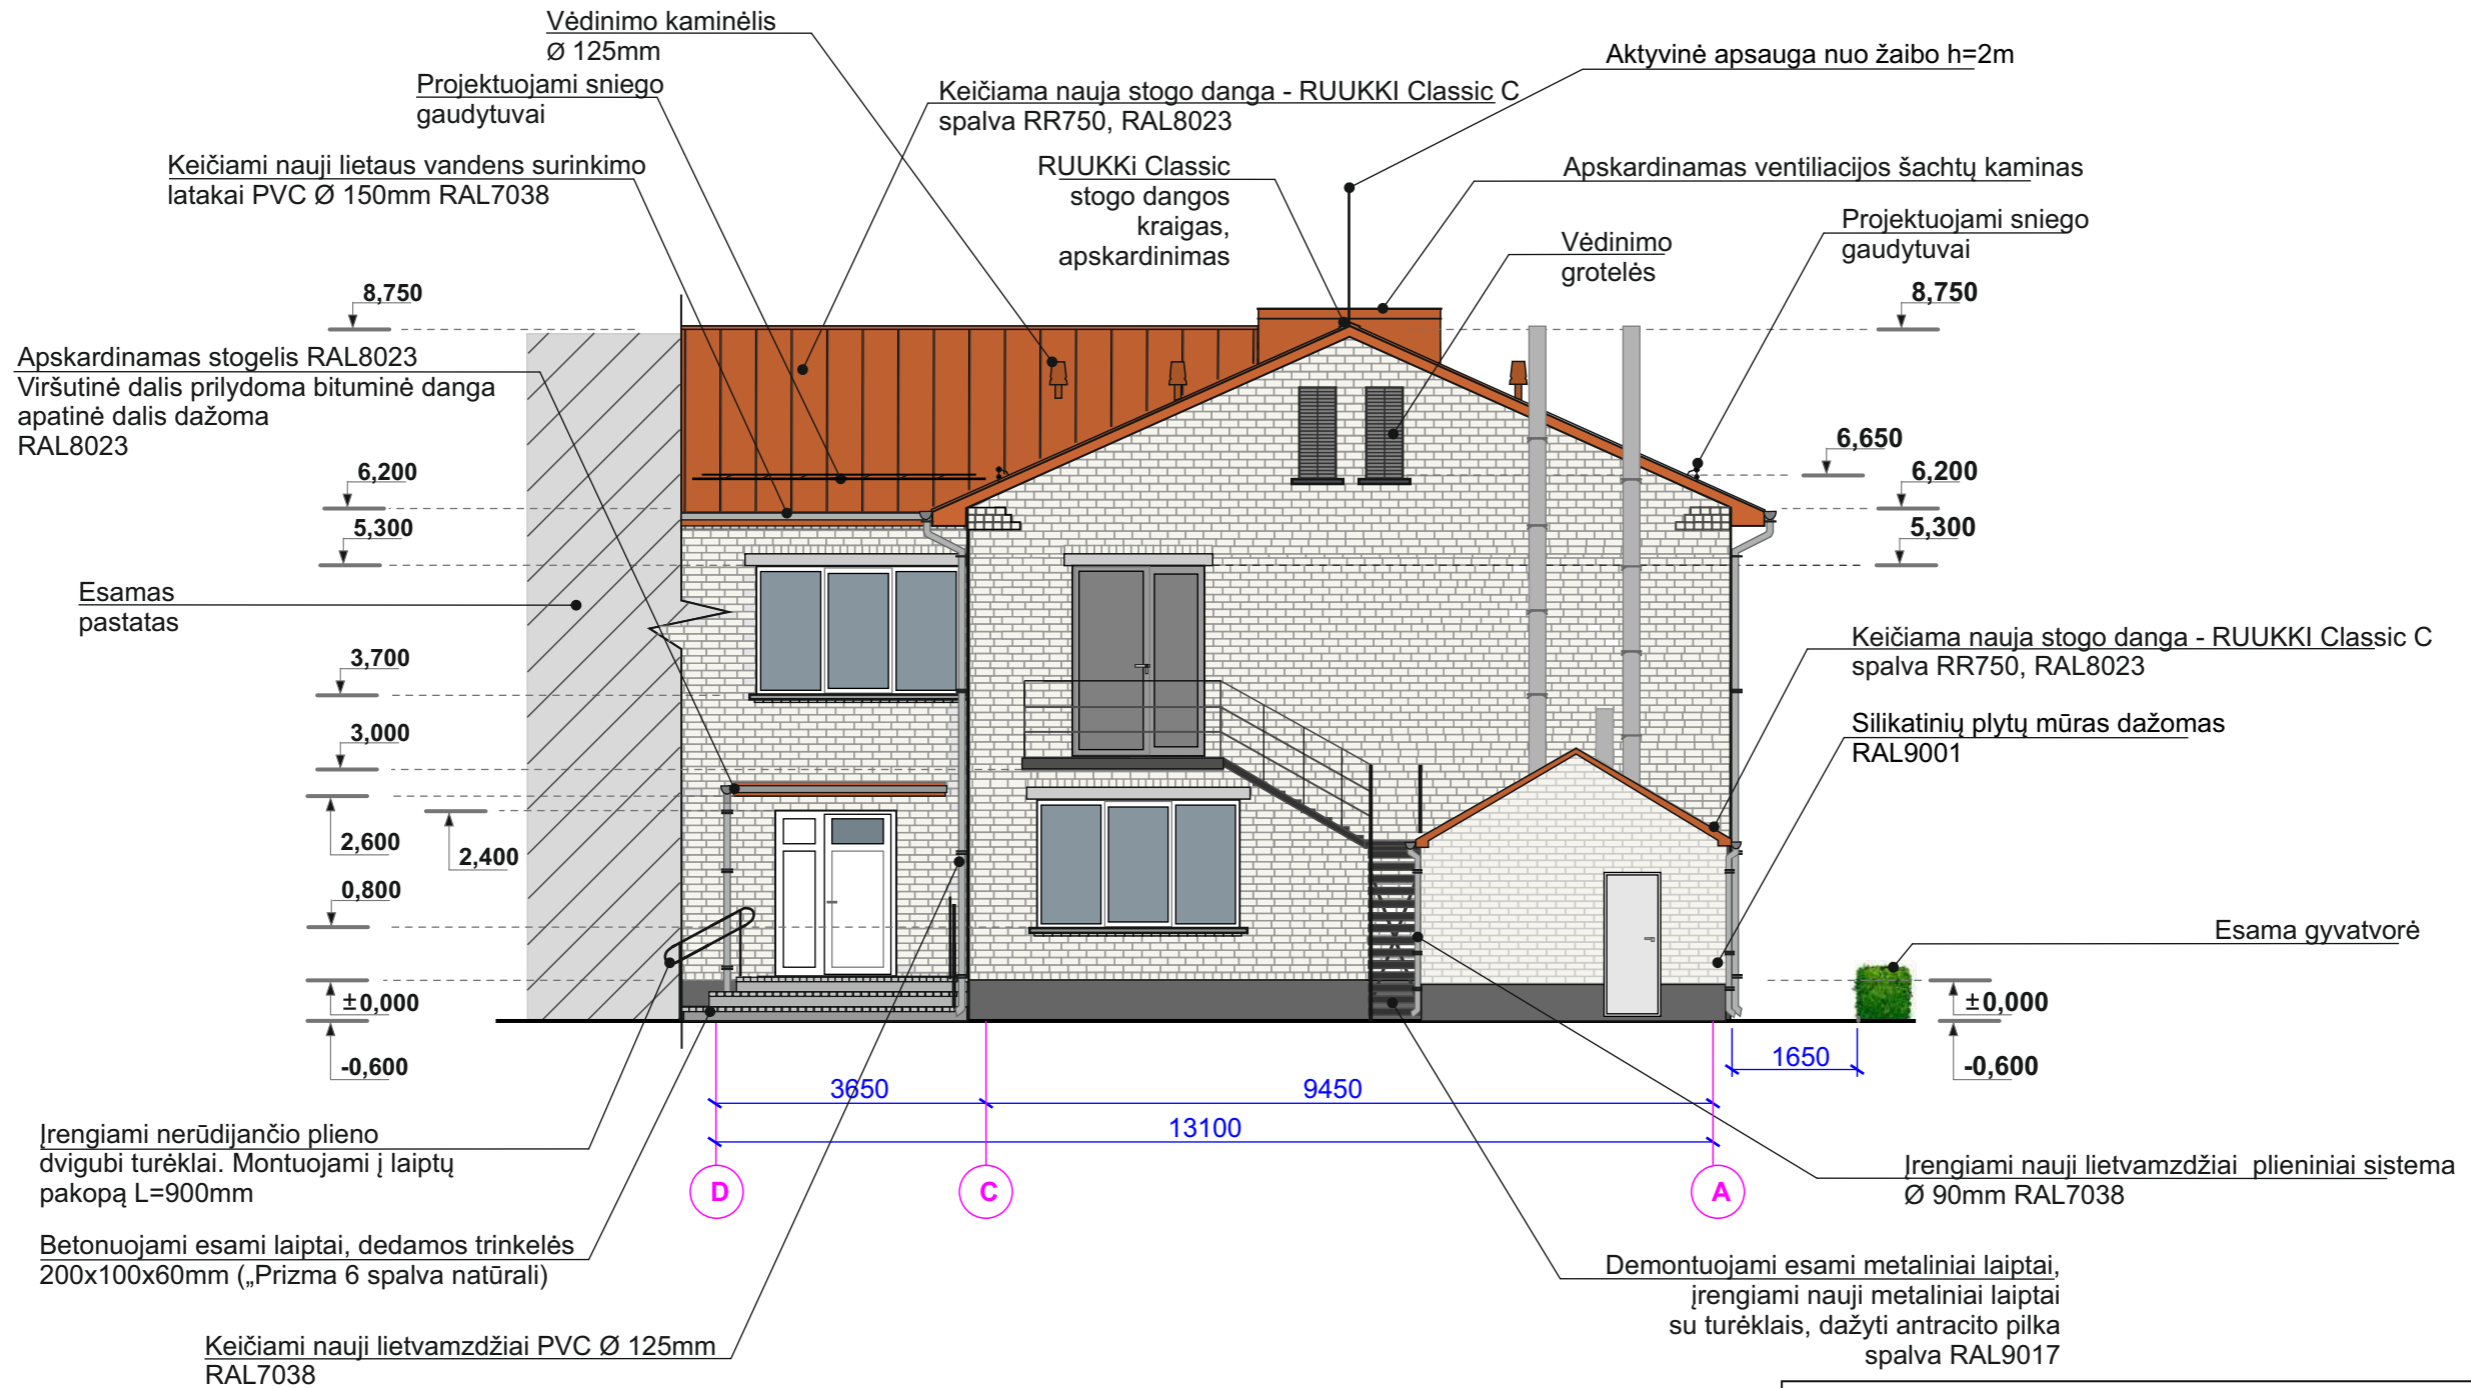 Vėdinimo kaminėlis
Ø 125mm
Projektuojami sniego
gaudytuvai
Keičiami nauji lietaus vandens surinkimo
latakai PVC Ø 150mm RAL7038
Keičiama nauja stogo danga - RUUKKI Classic C
spalva RR750, RAL8023
RUUKKi Classic
stogo dangos
kraigas,
apskardinimas
Aktyvinė apsauga nuo žaibo h=2m
Apskardinamas ventiliacijos šachtų kaminas
Vėdinimo
grotelės
Projektuojami sniego
gaudytuvai
8,750
8,750
Apskardinamas stogelis RAL8023
Viršutinė dalis prilydoma bituminė danga
apatinė dalis dažoma
RAL8023
6,650
6,200
6,200
5,300
5,300
Esamas
pastatas
3,700
Keičiama nauja stogo danga - RUUKKI Classic C
spalva RR750, RAL8023
3,000
Silikatinių plytų mūras dažomas
RAL9001
2,600
2,400
0,800
Esama gyvatvorė
±0,000
±0,000
-0,600
-0,600
1650
3650
9450
13100
D
C
A
Įrengiami nerūdijančio plieno
dvigubi turėklai. Montuojami į laiptų
pakopą L=900mm
Betonuojami esami laiptai, dedamos trinkelės
200x100x60mm („Prizma 6 spalva natūrali)
Keičiami nauji lietvamzdžiai PVC Ø 125mm
RAL7038
Įrengiami nauji lietvamzdžiai plieniniai sistema
Ø 90mm RAL7038
Demontuojami esami metaliniai laiptai,
įrengiami nauji metaliniai laiptai
su turėklais, dažyti antracito pilka
spalva RAL9017